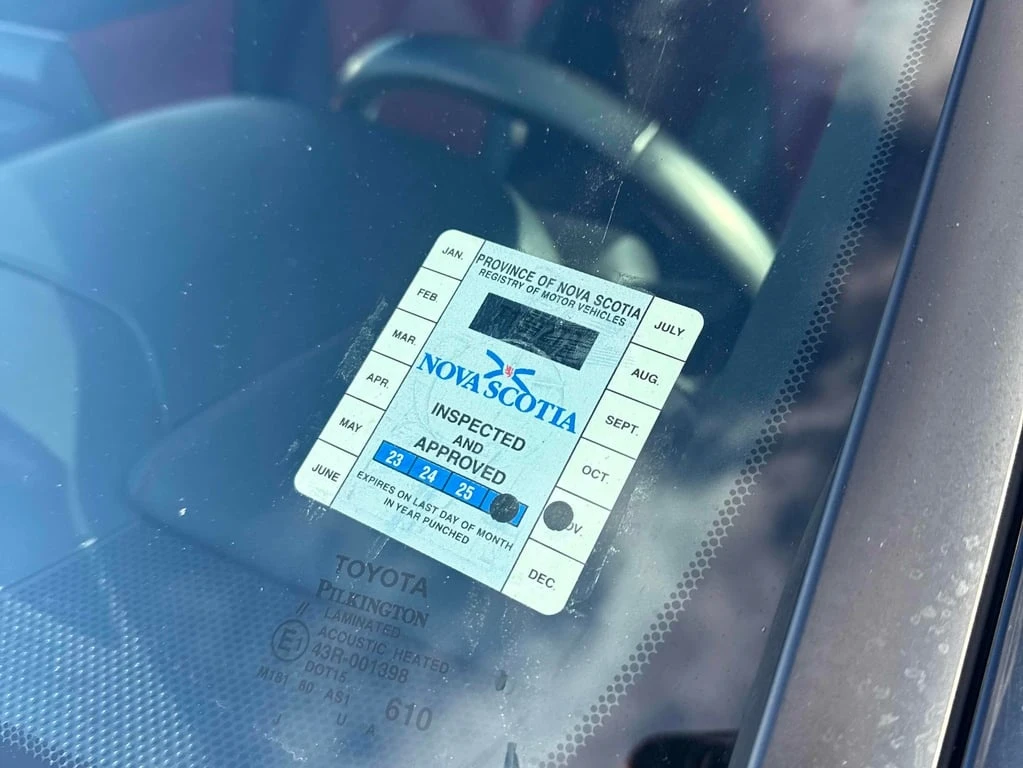 JAN.
FEB
MAR.
APR.
MAY
JUNE
PROVINCE OF NOVA SCOTIA
REGISTRY OF MOTOR VEHICLES
NOVA SCOTIA
INSPECTED
AND
APPROVED
23 24 25
EXPIRES ON LAST DAY OF MONTH
IN YEAR PUNCHED
JULY
AUG.
SEPT.
OCT.
OV.
DEC.
TOYOTA
PILKINGTON
// LAMINATED
ACOUSTIC HEATED
E1 43R-001398
DOT15
M181 80 AS1
610
J U A